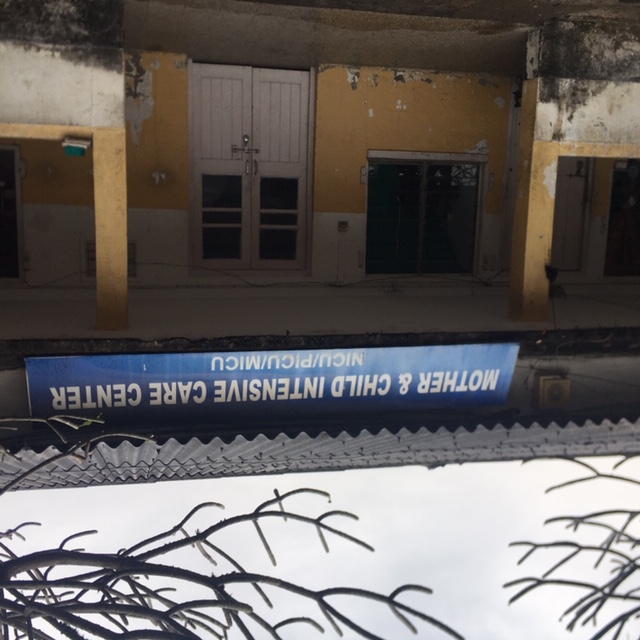 MOTHER & CHILD INTENSIVE CARE CENTER
NICU/PICU/MICU